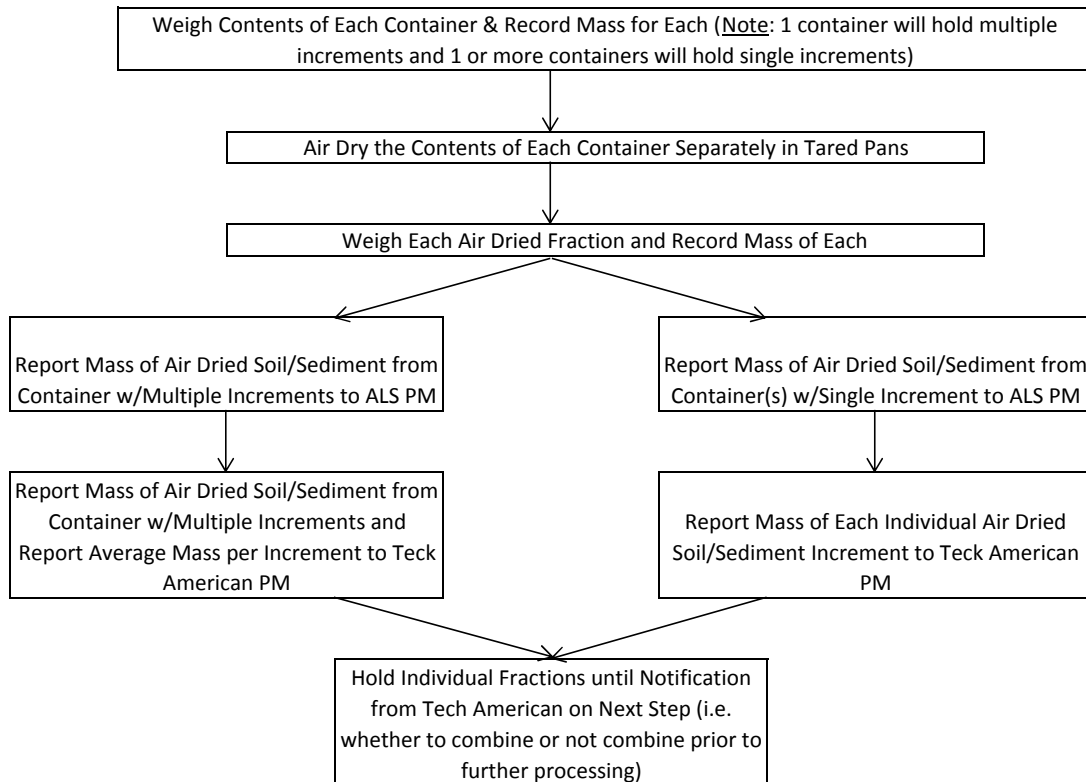 Weigh Contents of Each Container & Record Mass for Each (Note: 1 container will hold multiple
increments and 1 or more containers will hold single increments)
Air Dry the Contents of Each Container Separately in Tared Pans
Weigh Each Air Dried Fraction and Record Mass of Each
Report Mass of Air Dried Soil/Sediment from
Container w/Multiple Increments to ALS PM
Report Mass of Air Dried Soil/Sediment from
Container(s) w/Single Increment to ALS PM
Report Mass of Air Dried Soil/Sediment from
Container w/Multiple Increments and
Report Average Mass per Increment to Teck
American PM
Report Mass of Each Individual Air Dried
Soil/Sediment Increment to Teck American
PM
Hold Individual Fractions until Notification
from Tech American on Next Step (i.e.
whether to combine or not combine prior to
further processing)